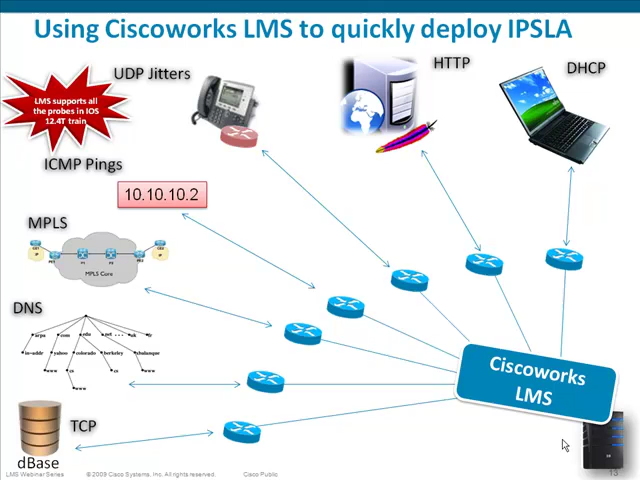 Using Ciscoworks LMS to quickly deploy IPSLA
HTTP
UDP Jitters
DHCP
LMS supports all
the probes in IOS
12.4T train
ICMP Pings
10.10.10.2
MPLS
MPLS Core
DNS
arpa com edu net uk fr
in-addr yahoo colorado berkeley
www cs cs www
www
Ciscoworks
LMS
TCP
dBase
LMS Webinar Series © 2009 Cisco Systems, Inc. All rights reserved. Cisco Public 13